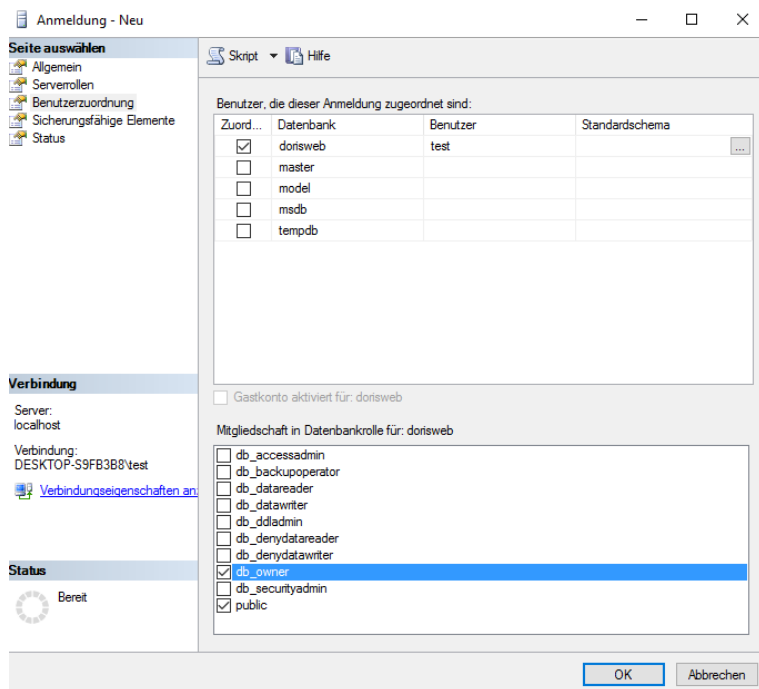 Anmeldung - Neu
Seite auswählen
Allgemein
Serverrollen
Benutzerzuordnung
Sicherungsfähige Elemente
Status
Skript
Hilfe
Benutzer, die dieser Anmeldung zugeordnet sind:
Zuord... Datenbank Benutzer Standardschema
dorisweb test ...
master
model
msdb
tempdb
Gastkonto aktiviert für: dorisweb
Mitgliedschaft in Datenbankrolle für: dorisweb
db_accessadmin
db_backupoperator
db_datareader
db_datawriter
db_ddladmin
db_denydatareader
db_denydatawriter
db_owner
db_securityadmin
public
Verbindung
Server:
localhost
Verbindung:
DESKTOP-S9FB3B8\test
Verbindungseigenschaften an
Status
Bereit
OK
Abbrechen